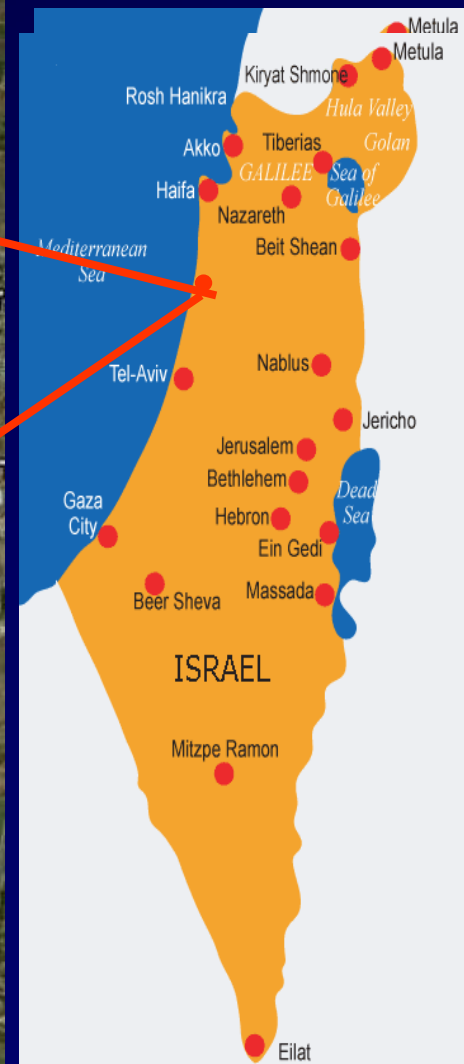 Metula
Metula
Kiryat Shmone
Rosh Hanikra
Hula Valley
Akko
Tiberias
Golan
GALILEE
Sea of
Galilee
Haifa
Nazareth
Mediterranean
Sea
Beit Shean
Nablus
Tel-Aviv
Jericho
Jerusalem
Bethlehem
Dead
Sea
Gaza
City
Hebron
Ein Gedi
Massada
Beer Sheva
ISRAEL
Mitzpe Ramon
Eilat